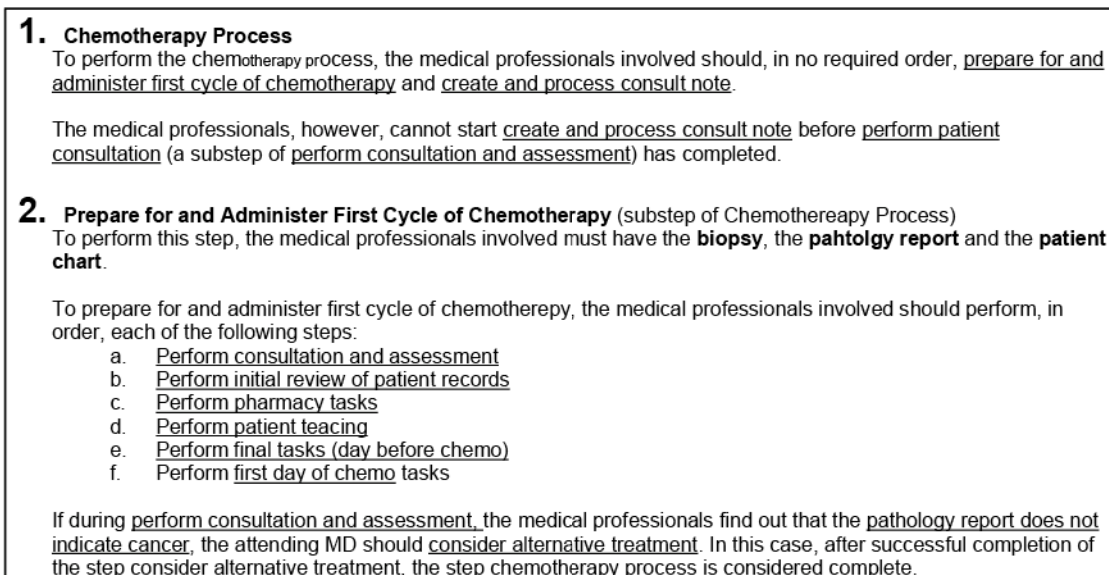 1. Chemotherapy Process
To perform the chemotherapy process, the medical professionals involved should, in no required order, prepare for and
administer first cycle of chemotherapy and create and process consult note.
The medical professionals, however, cannot start create and process consult note before perform patient
consultation (a substep of perform consultation and assessment) has completed.
2. Prepare for and Administer First Cycle of Chemotherapy (substep of Chemothereapy Process)
To perform this step, the medical professionals involved must have the biopsy, the pahtolgy report and the patient
chart.
To prepare for and administer first cycle of chemotherepy, the medical professionals involved should perform, in
order, each of the following steps:
a. Perform consultation and assessment
b. Perform initial review of patient records
c. Perform pharmacy tasks
d. Perform patient teacing
e. Perform final tasks (day before chemo)
f. Perform first day of chemo tasks
If during perform consultation and assessment, the medical professionals find out that the pathology report does not
indicate cancer, the attending MD should consider alternative treatment. In this case, after successful completion of
the step consider alternative treatment, the step chemotherapy process is considered complete.